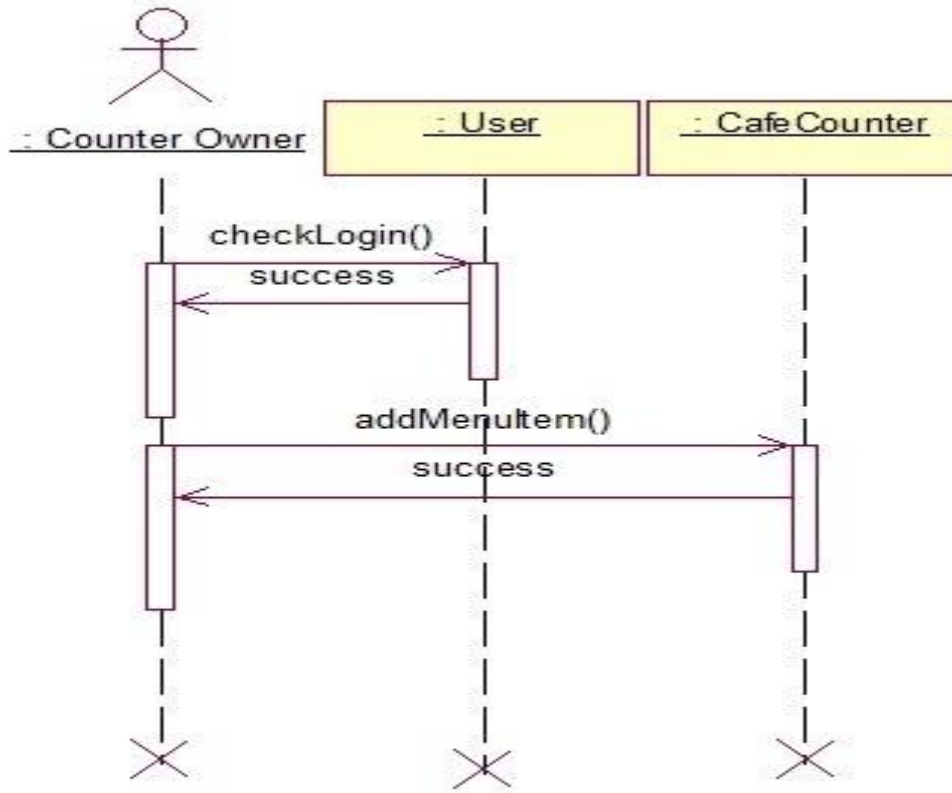 : Counter Owner
: User
: CafeCounter
checkLogin()
success
addMenuItem()
success